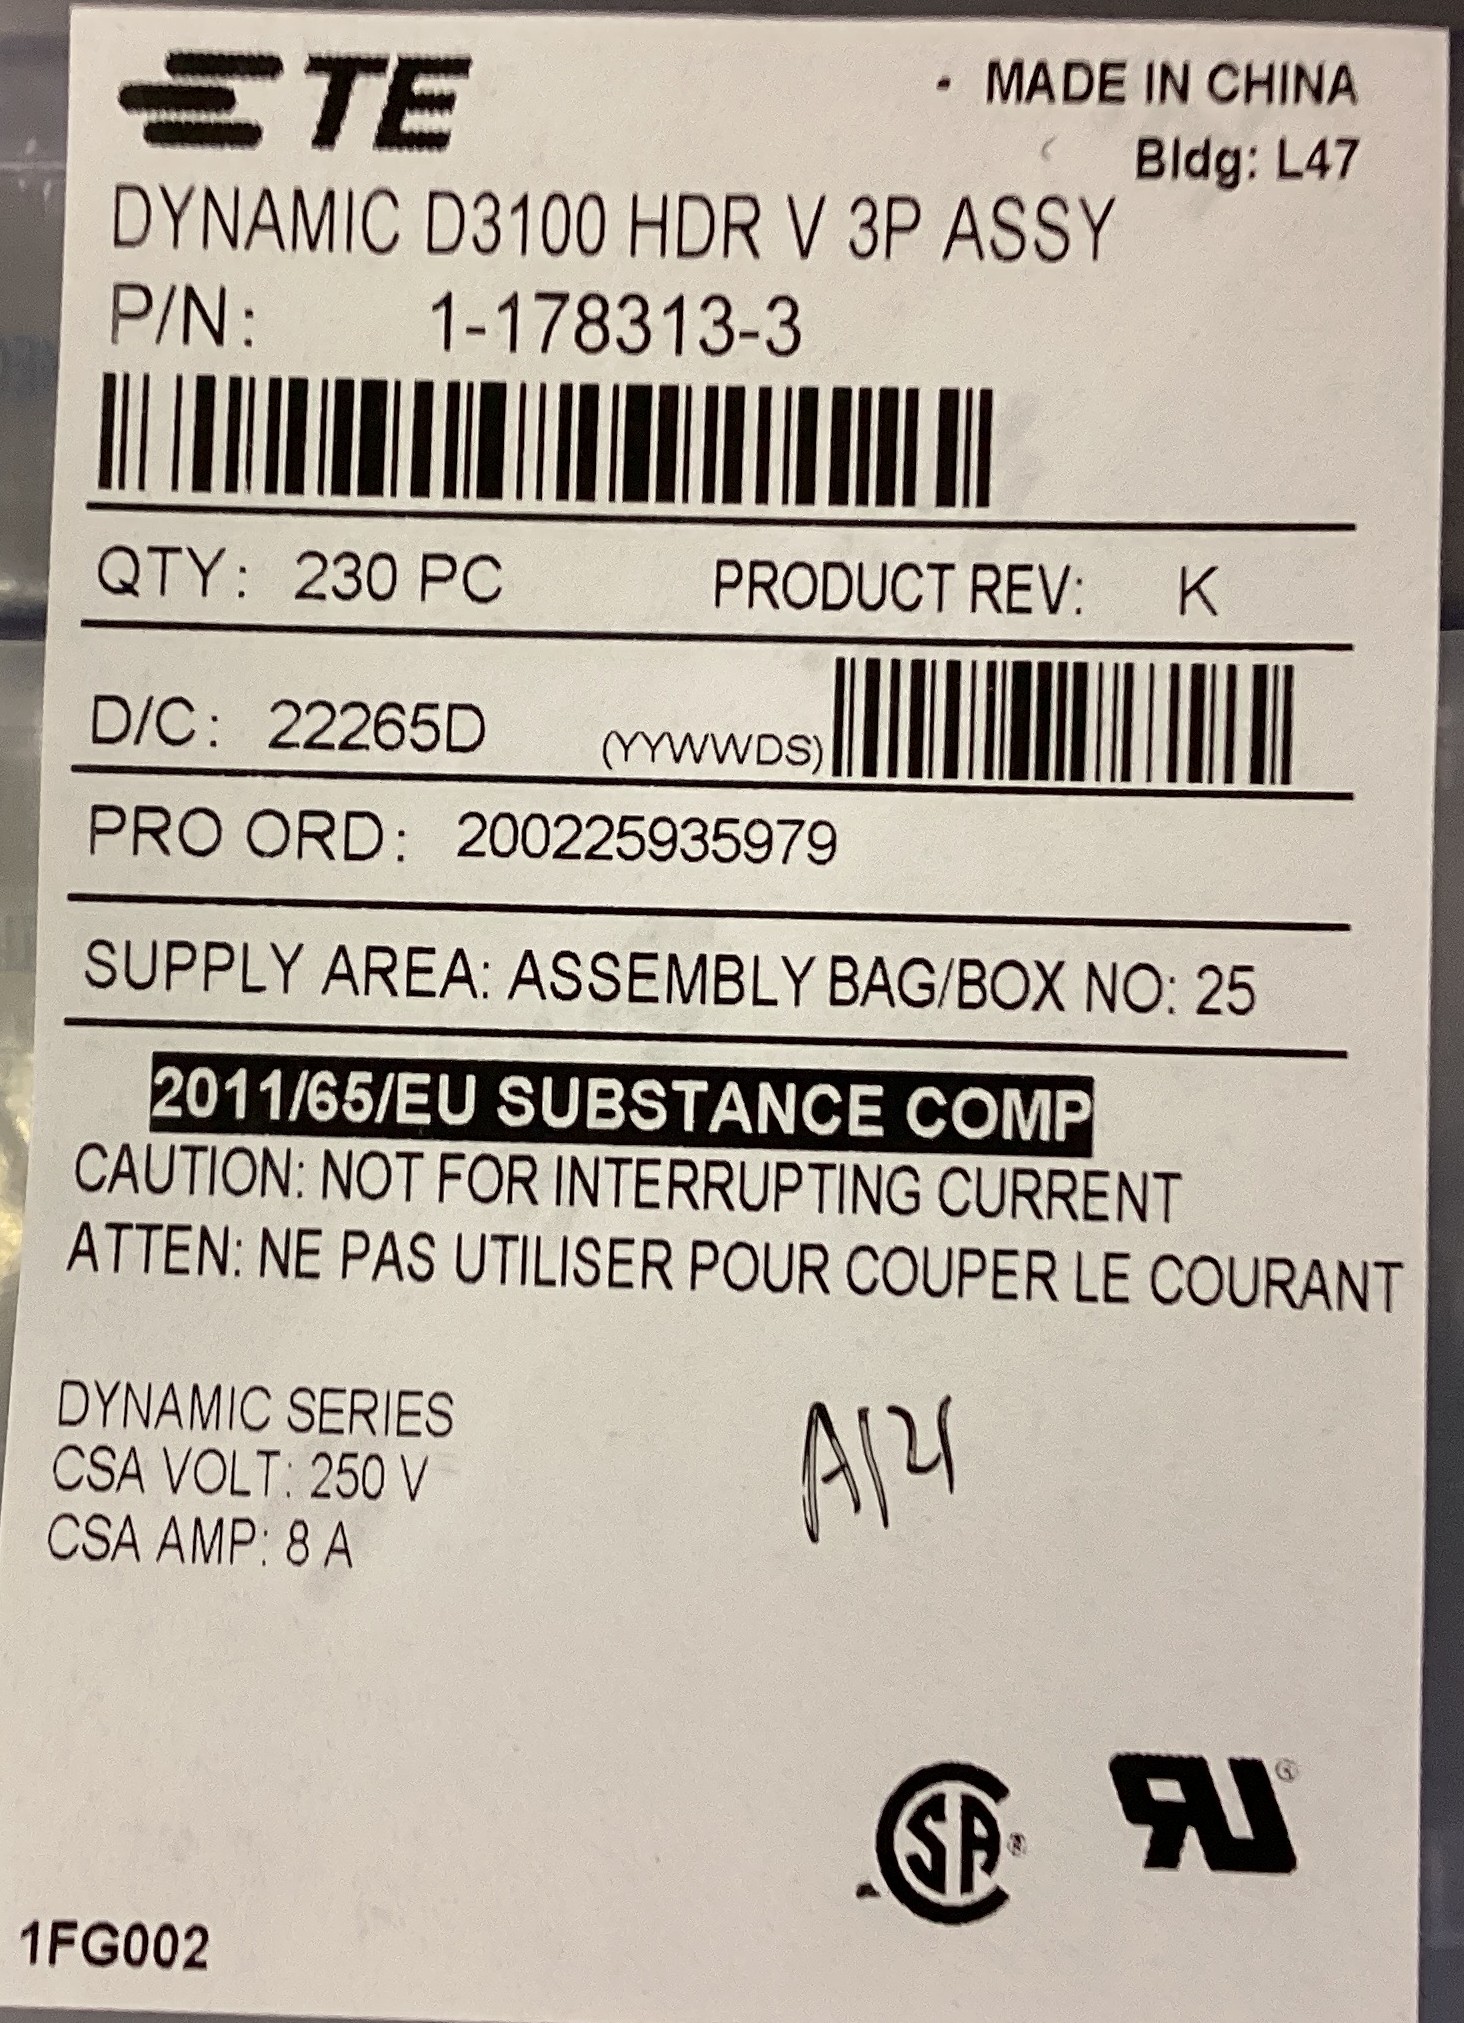 TE
- MADE IN CHINA
Bldg: L47
DYNAMIC D3100 HDR V 3P ASSY
P/N: 1-178313-3
QTY: 230 PC PRODUCT REV: K
D/C: 22265D (YYWWDS)
PRO ORD: 200225935979
SUPPLY AREA: ASSEMBLY BAG/BOX NO: 25
2011/65/EU SUBSTANCE COMP
CAUTION: NOT FOR INTERRUPTING CURRENT
ATTEN: NE PAS UTILISER POUR COUPER LE COURANT
DYNAMIC SERIES
CSA VOLT: 250 V
CSA AMP: 8 A
CSA ®
RU ®
1FG002